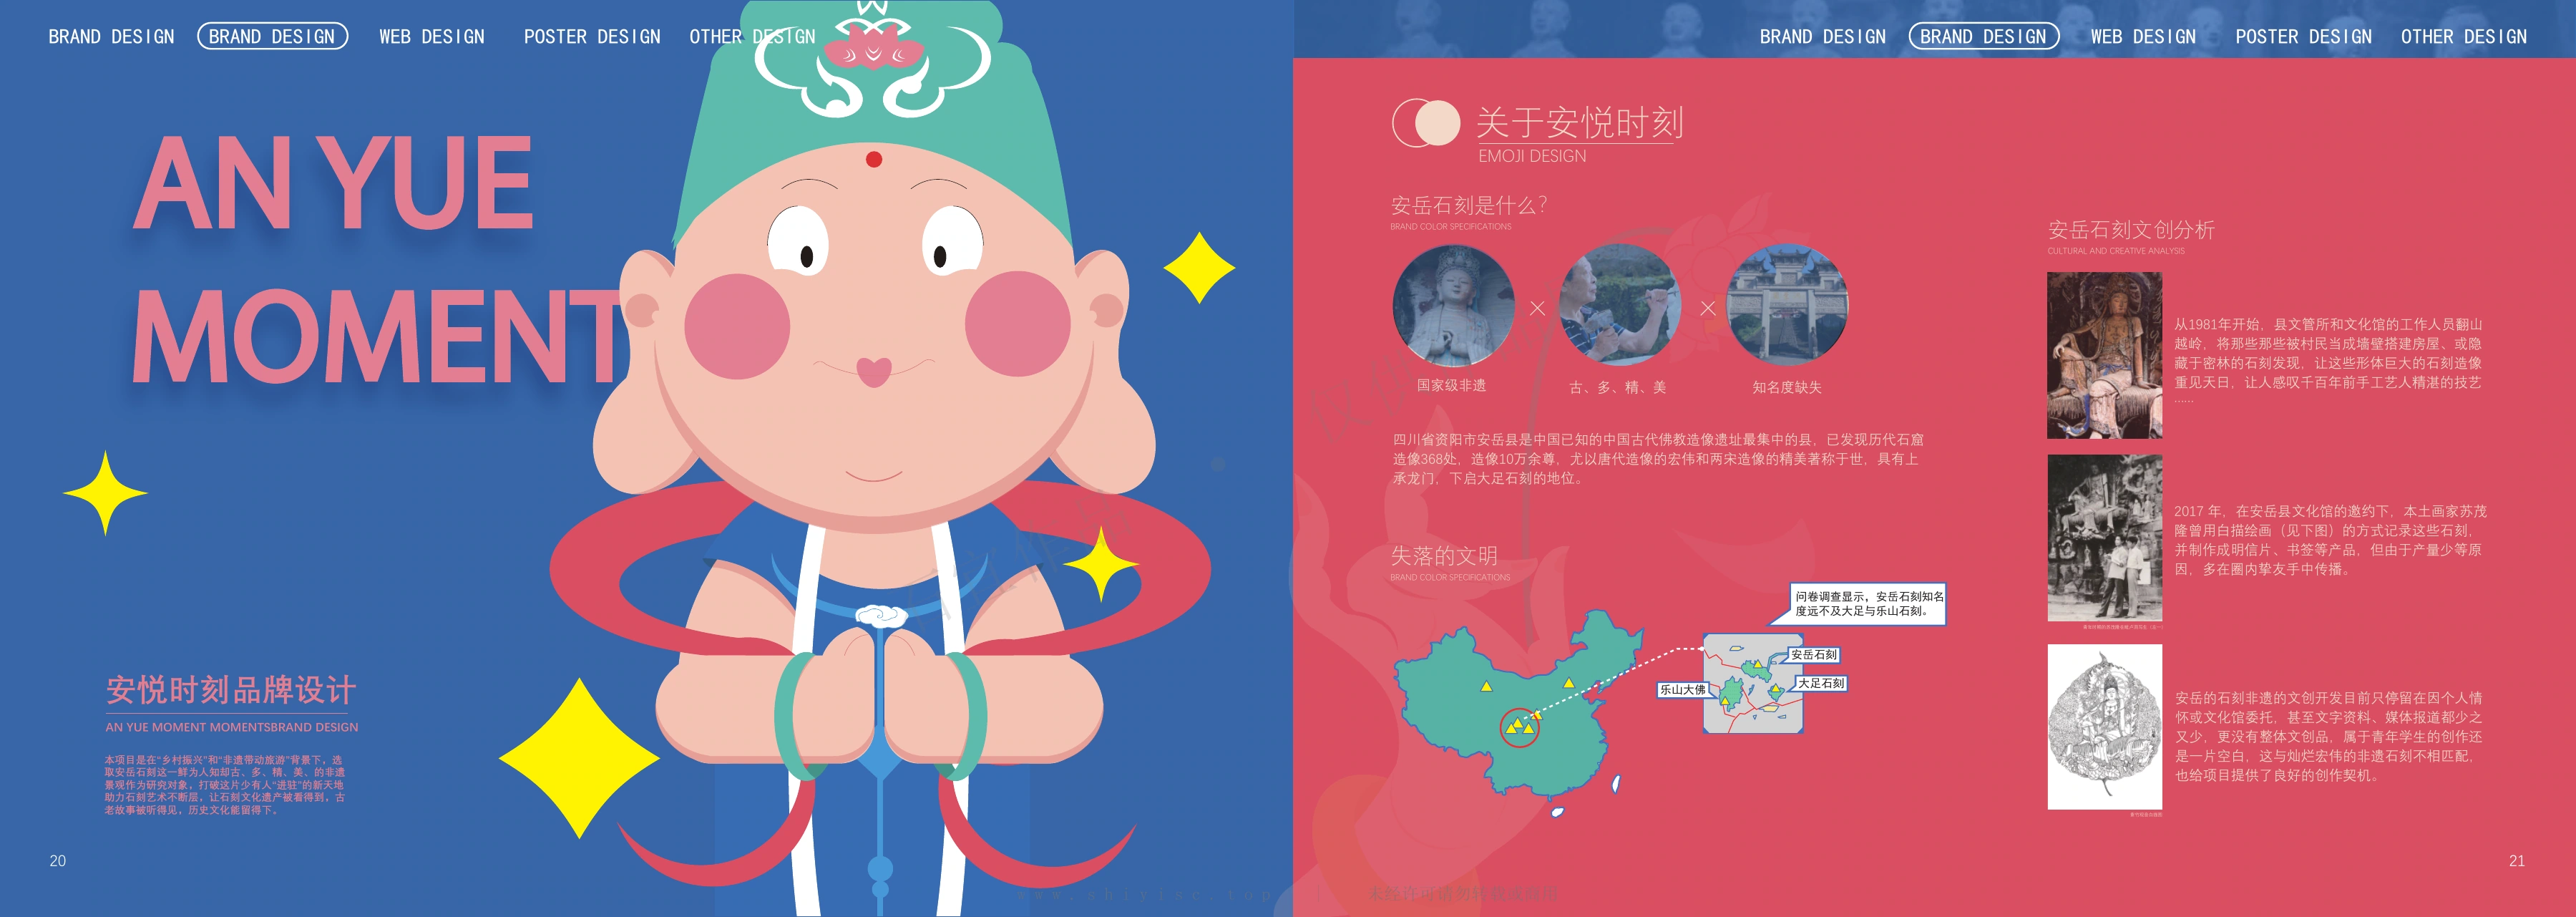 BRAND DESIGN BRAND DESIGN WEB DESIGN POSTER DESIGN OTHER DESIGN
AN YUE
MOMENT
安悦时刻品牌设计
AN YUE MOMENT MOMENTSBRAND DESIGN
本项目是在“乡村振兴”和“非遗带动旅游”背景下，选
取安岳石刻这一鲜为人知却古、多、精、美、的非遗
景观作为研究对象，打破这片少有人“进驻”的新天地
助力石刻艺术不断层，让石刻文化遗产被看得到，古
老故事被听得见，历史文化能留得下。
20
BRAND DESIGN BRAND DESIGN WEB DESIGN POSTER DESIGN OTHER DESIGN
关于安悦时刻
EMOJI DESIGN
安岳石刻是什么？
BRAND COLOR SPECIFICATIONS
国家级非遗
古、多、精、美
知名度缺失
四川省资阳市安岳县是中国已知的中国古代佛教造像遗址最集中的县，已发现历代石窟
造像368处，造像10万余尊，尤以唐代造像的宏伟和两宋造像的精美著称于世，具有上
承龙门，下启大足石刻的地位。
失落的文明
BRAND COLOR SPECIFICATIONS
问卷调查显示，安岳石刻知名
度远不及大足与乐山石刻。
安岳石刻
大足石刻
乐山大佛
安岳石刻文创分析
CULTURAL AND CREATIVE ANALYSIS
从1981年开始，县文管所和文化馆的工作人员翻山
越岭，将那些那些被村民当成墙壁搭建房屋、或隐
藏于密林的石刻发现，让这些形体巨大的石刻造像
重见天日，让人感叹千百年前手工艺人精湛的技艺
……
2017 年，在安岳县文化馆的邀约下，本土画家苏茂
隆曾用白描绘画（见下图）的方式记录这些石刻，
并制作成明信片、书签等产品，但由于产量少等原
因，多在圈内挚友手中传播。
安岳的石刻非遗的文创开发目前只停留在因个人情
怀或文化馆委托，甚至文字资料、媒体报道都少之
又少，更没有整体文创品，属于青年学生的创作还
是一片空白，这与灿烂宏伟的非遗石刻不相匹配，
也给项目提供了良好的创作契机。
21